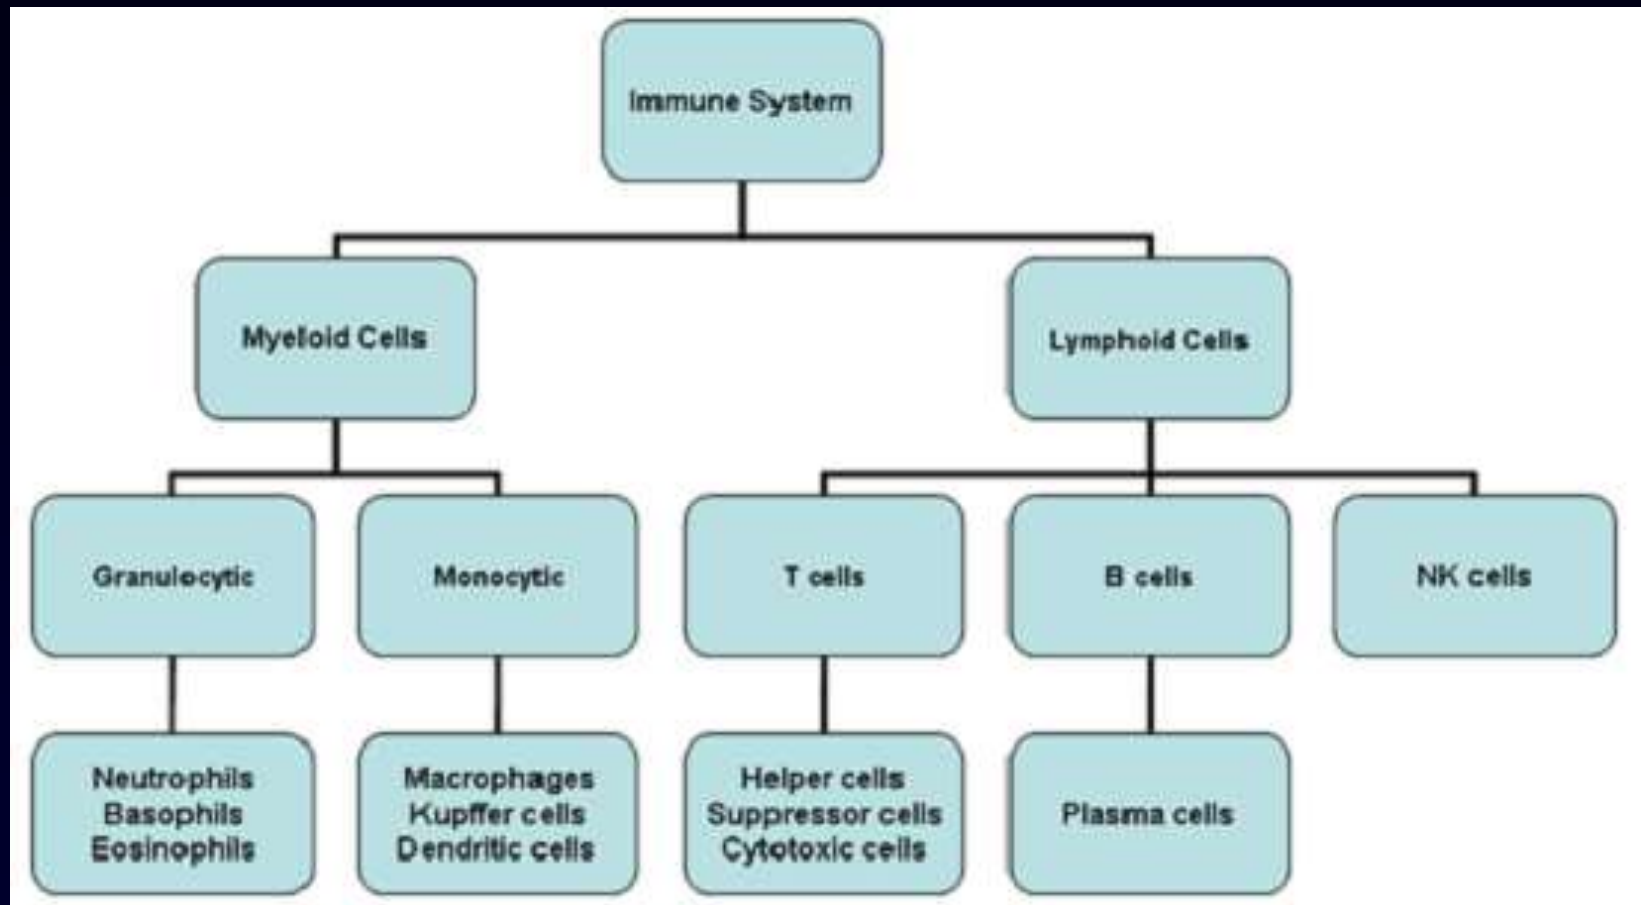 Immune System
Myeloid Cells
Lymphoid Cells
Granulocytic
Monocytic
T cells
B cells
NK cells
Neutrophils
Basophils
Eosinophils
Macrophages
Kupffer cells
Dendritic cells
Helper cells
Suppressor cells
Cytotoxic cells
Plasma cells